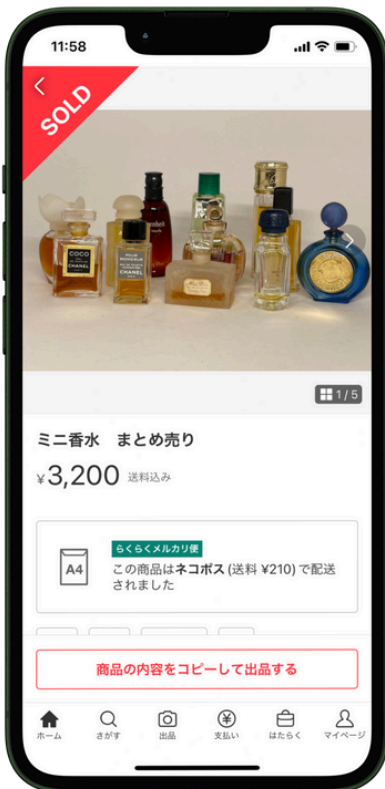 11:58
SOLD
COCO
CHANEL
POUR
MONSIEUR
CHANEL
1 / 5
ミニ香水　まとめ売り
¥3,200 送料込み
らくらくメルカリ便
A4
この商品はネコポス (送料 ¥210) で配送
されました
商品の内容をコピーして出品する
ホーム
さがす
出品
支払い
はたらく
マイページ